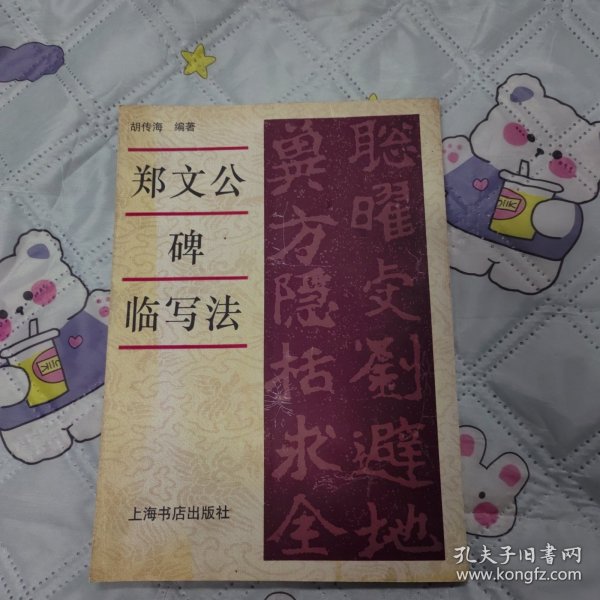 胡传海 编著
郑文公
碑
临写法
聪曜史刘避地
冀方隐括求全
上海书店出版社
孔夫子旧书网
www.kongfz.com